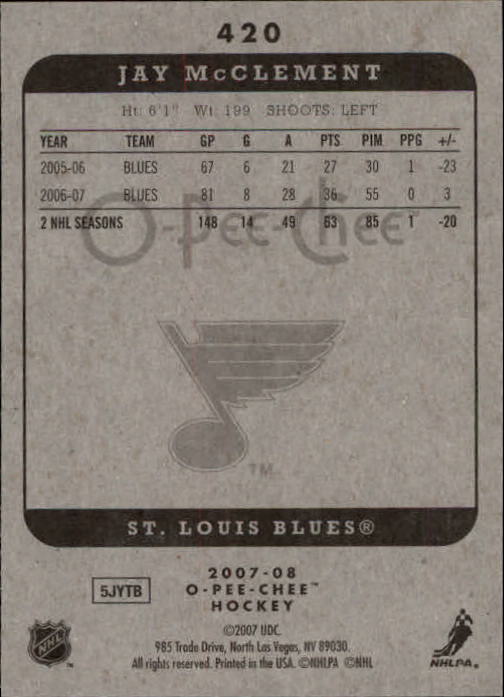 420
JAY McCLEMENT
Ht: 6'1" Wt: 199 SHOOTS: LEFT
YEAR TEAM GP G A PTS PIM PPG +/-
2005-06 BLUES 67 6 21 27 30 1 -23
2006-07 BLUES 81 8 28 36 55 0 3
2 NHL SEASONS 148 14 49 63 85 1 -20
O-Pee-Chee™
TM
ST. LOUIS BLUES®
2007-08
5JYTB
O-PEE-CHEE™
HOCKEY
©2007 UDC.
985 Trade Drive, North Las Vegas, NV 89030.
All rights reserved. Printed in the USA. ©NHLPA ©NHL
NHL
NHLPA